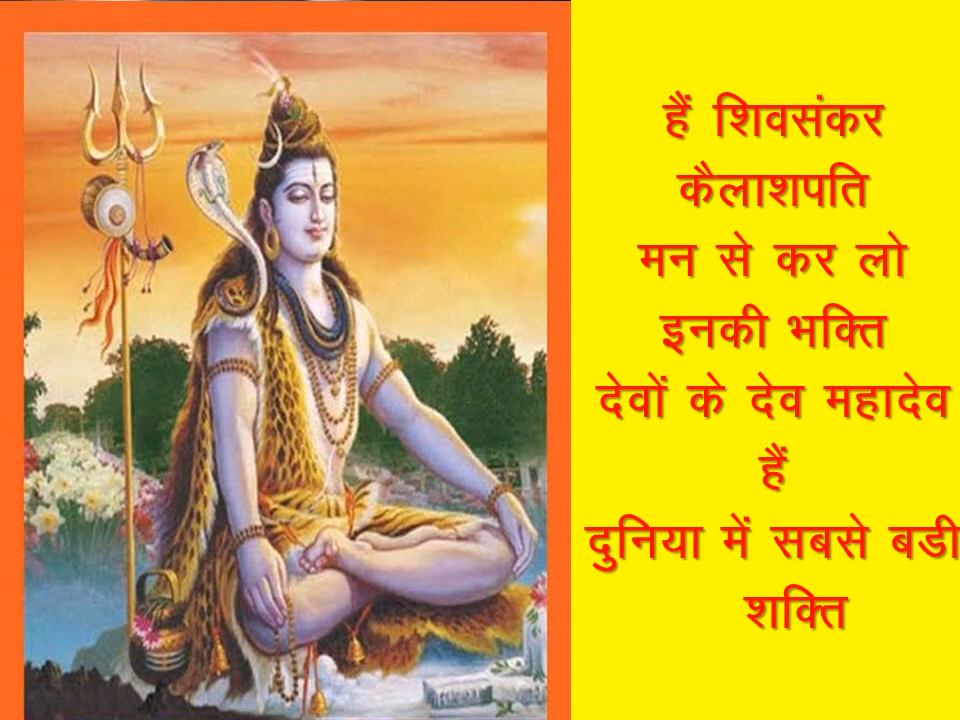 हैं शिवसंकर
कैलाशपति
मन से कर लो
इनकी भक्ति
देवों के देव महादेव
हैं
दुनिया में सबसे बडी
शक्ति